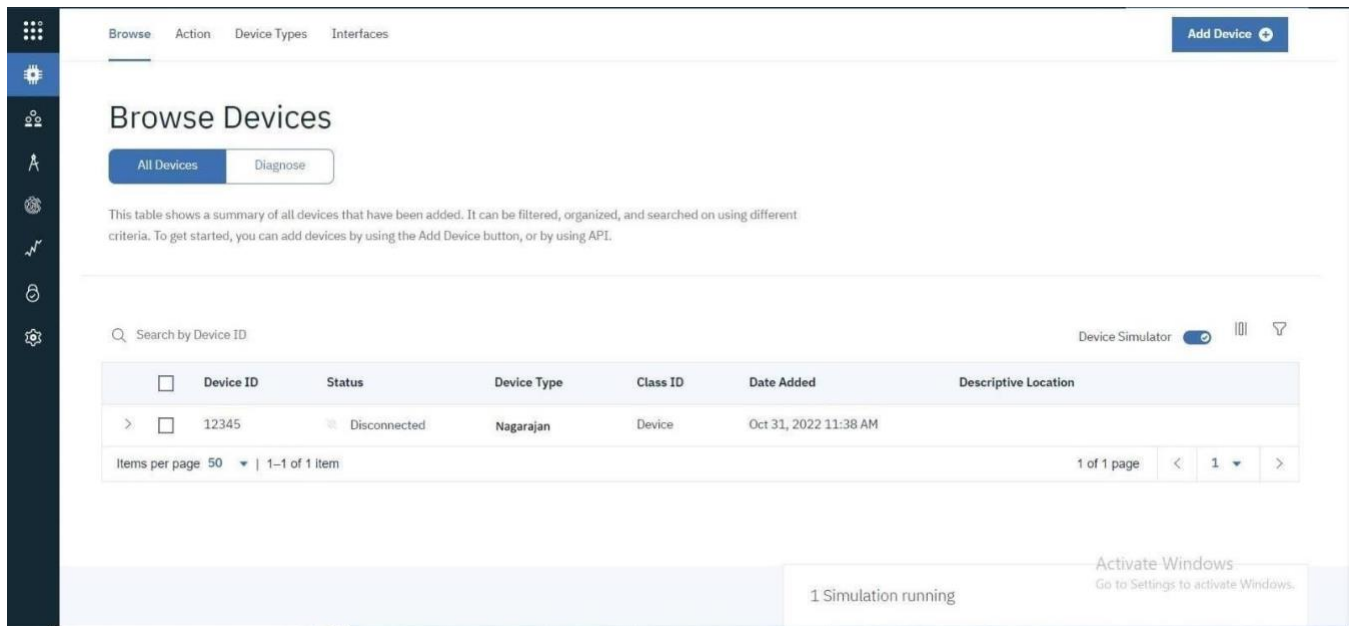 Browse Action Device Types Interfaces Add Device
Browse Devices
All Devices Diagnose
This table shows a summary of all devices that have been added. It can be filtered, organized, and searched on using different
criteria. To get started, you can add devices by using the Add Device button, or by using API.
Search by Device ID Device Simulator
Device ID Status Device Type Class ID Date Added Descriptive Location
12345 Disconnected Nagarajan Device Oct 31, 2022 11:38 AM
Items per page 50 | 1–1 of 1 item 1 of 1 page 1
Activate Windows
Go to Settings to activate Windows.
1 Simulation running